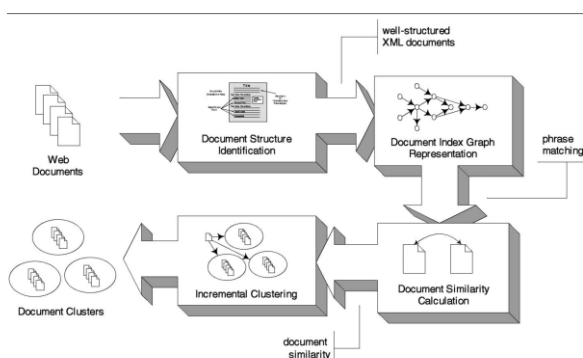 well-structured
XML documents
Web
Documents
Document Structure
Identification
Document Index Graph
Representation
phrase
matching
Document Clusters
Incremental Clustering
Document Similarity
Calculation
document
similarity